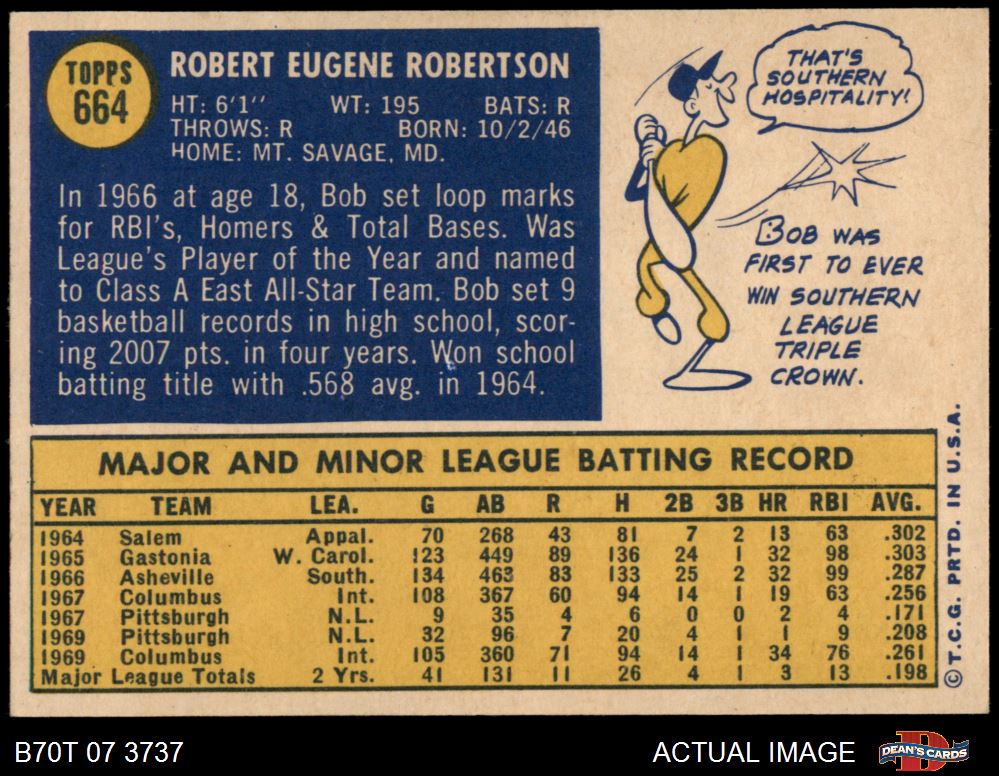 TOPPS
664
ROBERT EUGENE ROBERTSON
HT: 6'1'' WT: 195 BATS: R
THROWS: R BORN: 10/2/46
HOME: MT. SAVAGE, MD.
In 1966 at age 18, Bob set loop marks
for RBI's, Homers & Total Bases. Was
League's Player of the Year and named
to Class A East All-Star Team. Bob set 9
basketball records in high school, scor-
ing 2007 pts. in four years. Won school
batting title with .568 avg. in 1964.
THAT'S
SOUTHERN
HOSPITALITY!
BOB WAS
FIRST TO EVER
WIN SOUTHERN
LEAGUE
TRIPLE
CROWN.
MAJOR AND MINOR LEAGUE BATTING RECORD
YEAR TEAM LEA. G AB R H 2B 3B HR RBI AVG.
1964 Salem Appal. 70 268 43 81 7 2 13 63 .302
1965 Gastonia W. Carol. 123 449 89 136 24 1 32 98 .303
1966 Asheville South. 134 463 83 133 25 2 32 99 .287
1967 Columbus Int. 108 367 60 94 14 1 19 63 .256
1967 Pittsburgh N.L. 9 35 4 6 0 0 2 4 .171
1969 Pittsburgh N.L. 32 96 7 20 4 1 1 9 .208
1969 Columbus Int. 105 360 71 94 14 1 34 76 .261
Major League Totals 2 Yrs. 41 131 11 26 4 1 3 13 .198
© T.C.G. PRTD. IN U.S.A.
B70T 07 3737 ACTUAL IMAGE
D
DEAN'S CARDS